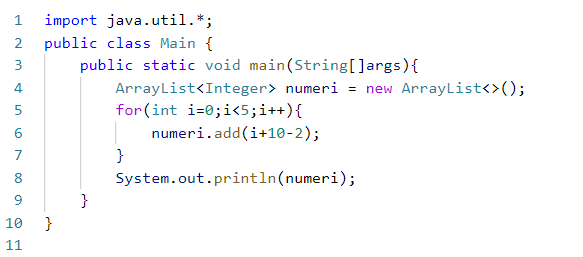 1 import java.util.*;
2 public class Main {
3 public static void main(String[]args){
4 ArrayList<Integer> numeri = new ArrayList<>();
5 for(int i=0;i<5;i++){
6 numeri.add(i+10-2);
7 }
8 System.out.println(numeri);
9 }
10 }
11